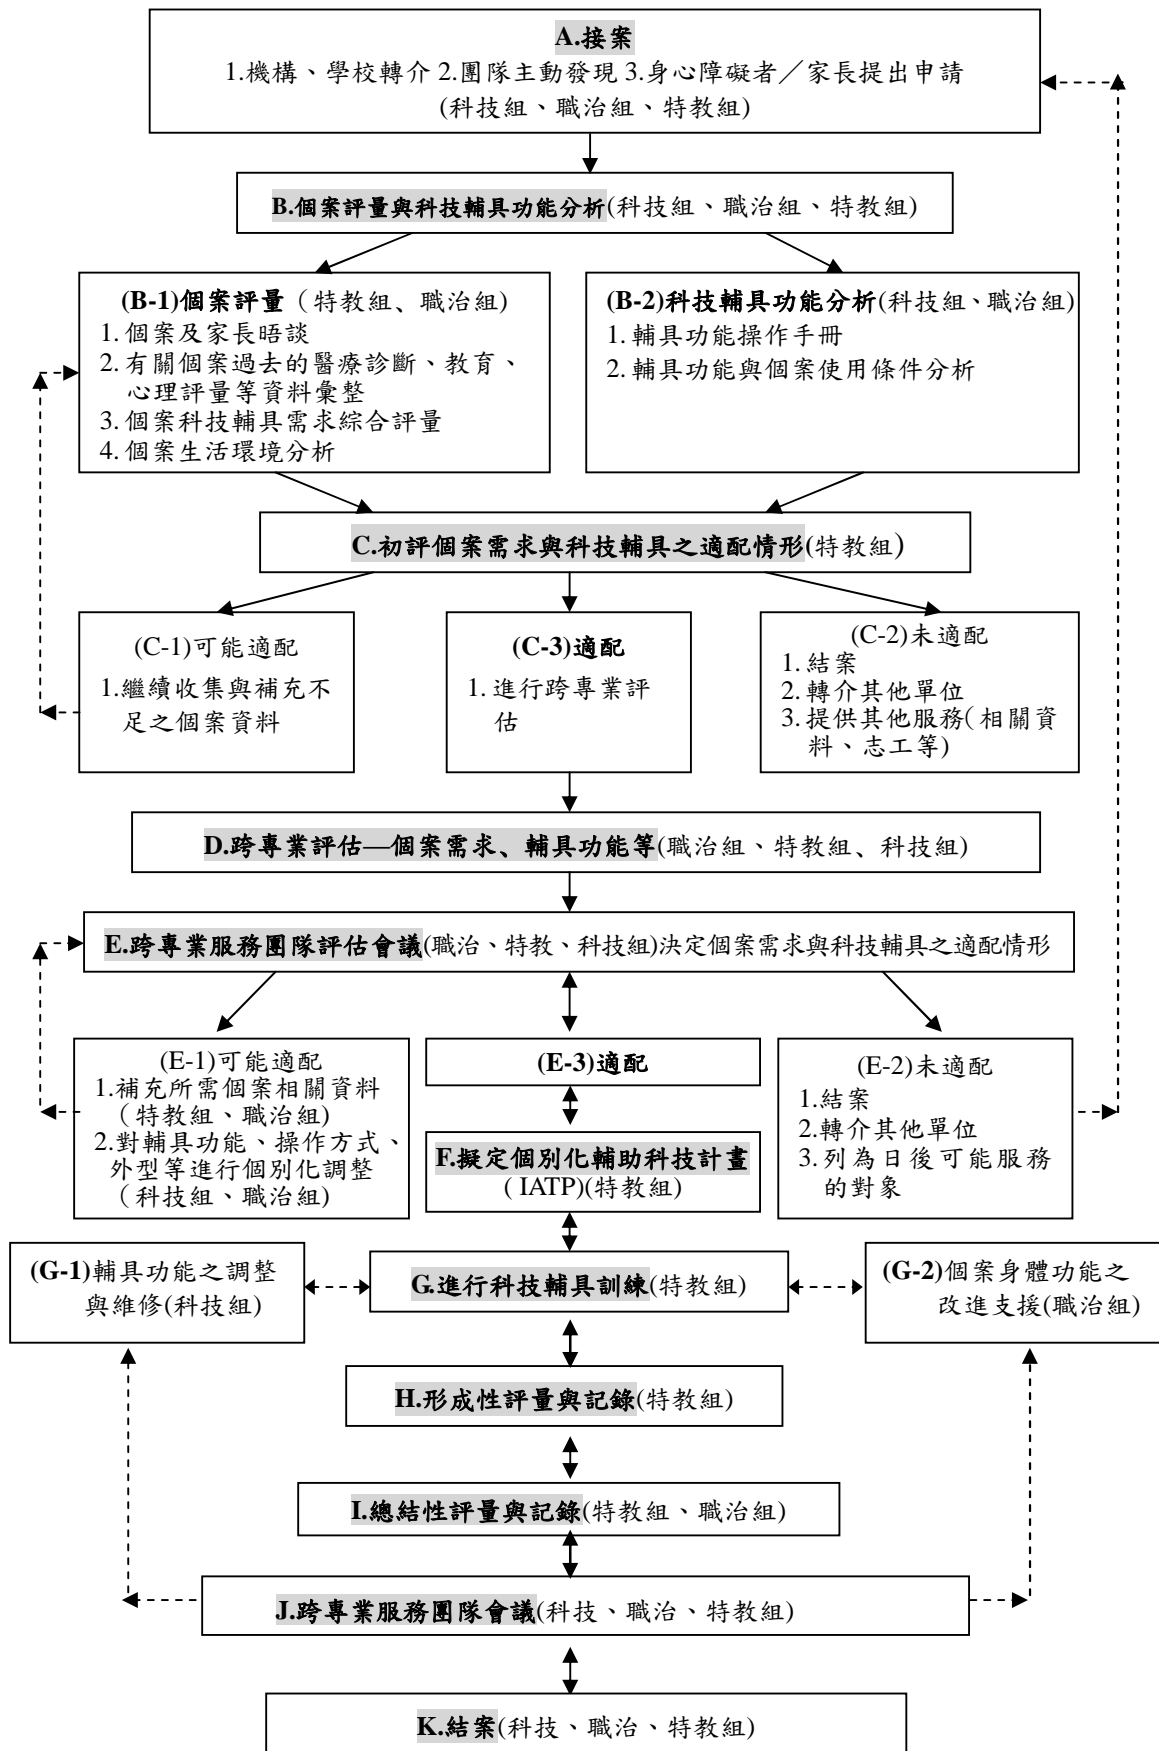 A.接案
1.機構、學校轉介 2.團隊主動發現 3.身心障礙者／家長提出申請
(科技組、職治組、特教組)
B.個案評量與科技輔具功能分析(科技組、職治組、特教組)
(B-1)個案評量（特教組、職治組)
1. 個案及家長晤談
2. 有關個案過去的醫療診斷、教育、
心理評量等資料彙整
3. 個案科技輔具需求綜合評量
4. 個案生活環境分析
(B-2)科技輔具功能分析(科技組、職治組)
1. 輔具功能操作手冊
2. 輔具功能與個案使用條件分析
C.初評個案需求與科技輔具之適配情形(特教組)
(C-1)可能適配
1.繼續收集與補充不
足之個案資料
(C-3)適配
1. 進行跨專業評
估
(C-2)未適配
1. 結案
2. 轉介其他單位
3. 提供其他服務(相關資
料、志工等)
D.跨專業評估—個案需求、輔具功能等(職治組、特教組、科技組)
E.跨專業服務團隊評估會議(職治、特教、科技組)決定個案需求與科技輔具之適配情形
(E-1)可能適配
1.補充所需個案相關資料
（特教組、職治組)
2.對輔具功能、操作方式、
外型等進行個別化調整
（科技組、職治組)
(E-3)適配
(E-2)未適配
1.結案
2.轉介其他單位
3.列為日後可能服務
的對象
F.擬定個別化輔助科技計畫
( IATP)(特教組)
(G-1)輔具功能之調整
與維修(科技組)
G.進行科技輔具訓練(特教組)
(G-2)個案身體功能之
改進支援(職治組)
H.形成性評量與記錄(特教組)
I.總結性評量與記錄(特教組、職治組)
J.跨專業服務團隊會議(科技、職治、特教組)
K.結案(科技、職治、特教組)